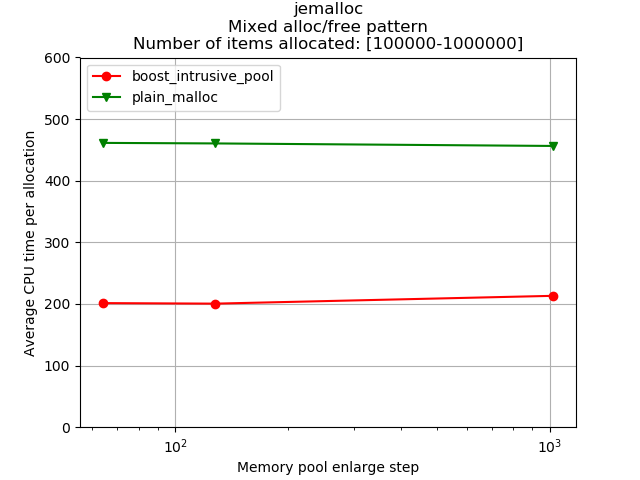 jemalloc
Mixed alloc/free pattern
Number of items allocated: [100000-1000000]
600
500
400
300
200
100
0
Average CPU time per allocation
boost_intrusive_pool
plain_malloc
10²
10³
Memory pool enlarge step